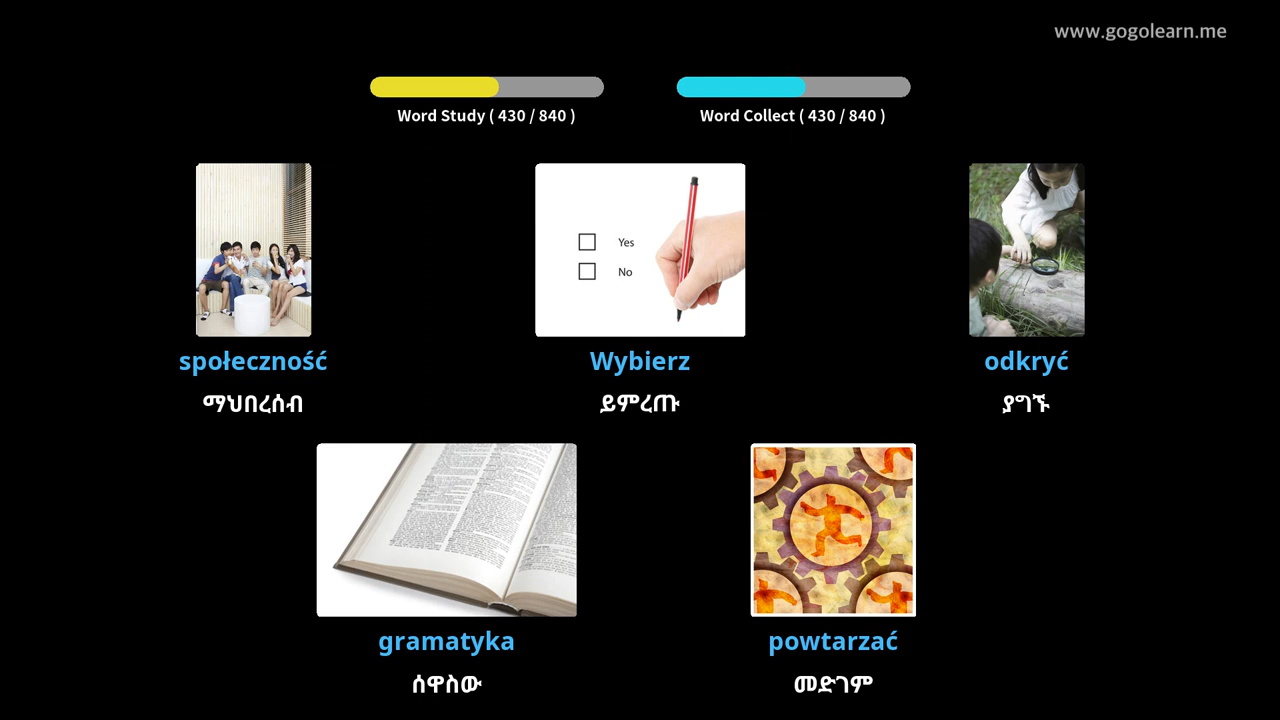 www.gogolearn.me
Word Study ( 430 / 840 )
Word Collect ( 430 / 840 )
Yes
No
społeczność
Wybierz
odkryć
ማህበረሰብ
ይምረጡ
ያግኙ
gramatyka
powtarzać
ሰዋስው
መድገም